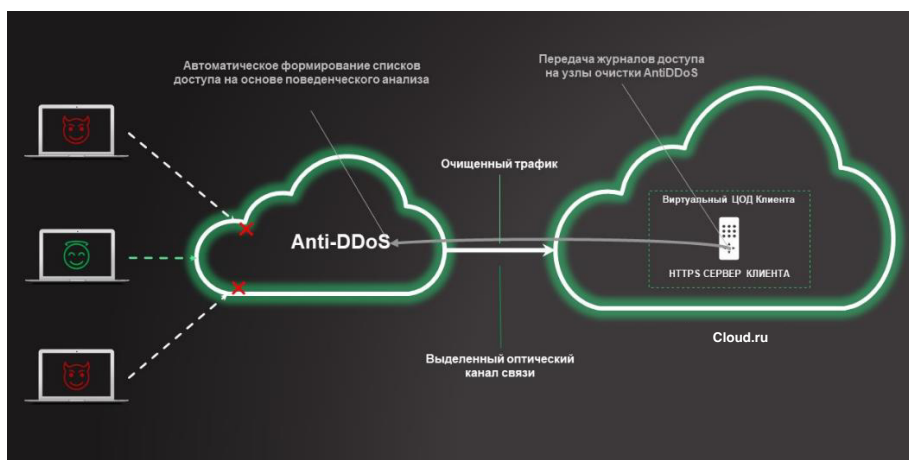 Автоматическое формирование списков
доступа на основе поведенческого анализа
Передача журналов доступа
на узлы очистки AntiDDoS
Очищенный трафик
Виртуальный ЦОД Клиента
Anti-DDoS
HTTPS СЕРВЕР КЛИЕНТА
Cloud.ru
Выделенный оптический
канал связи